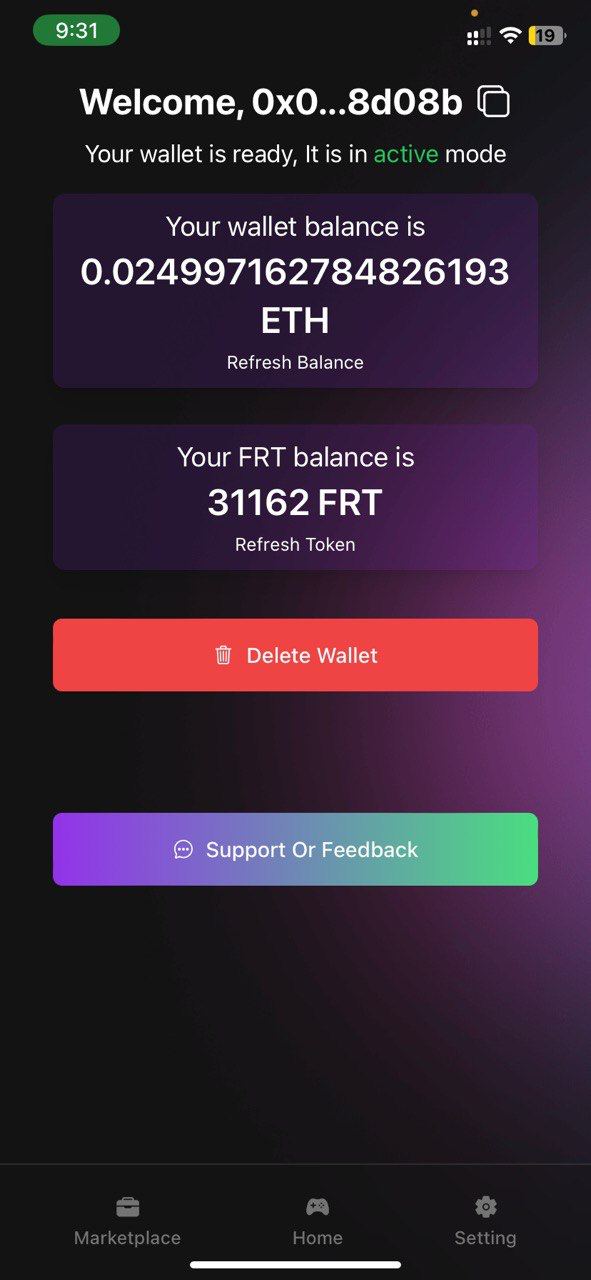 9:31
19
Welcome, 0x0...8d08b
Your wallet is ready, It is in active mode
Your wallet balance is
0.024997162784826193
ETH
Refresh Balance
Your FRT balance is
31162 FRT
Refresh Token
Delete Wallet
Support Or Feedback
Marketplace
Home
Setting